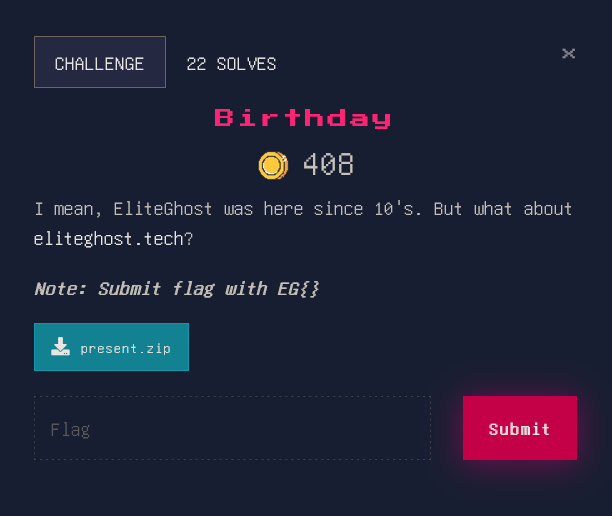 CHALLENGE
22 SOLVES
×
Birthday
408
I mean, EliteGhost was here since 10's. But what about
eliteghost.tech?
Note: Submit flag with EG{}
present.zip
Flag
Submit